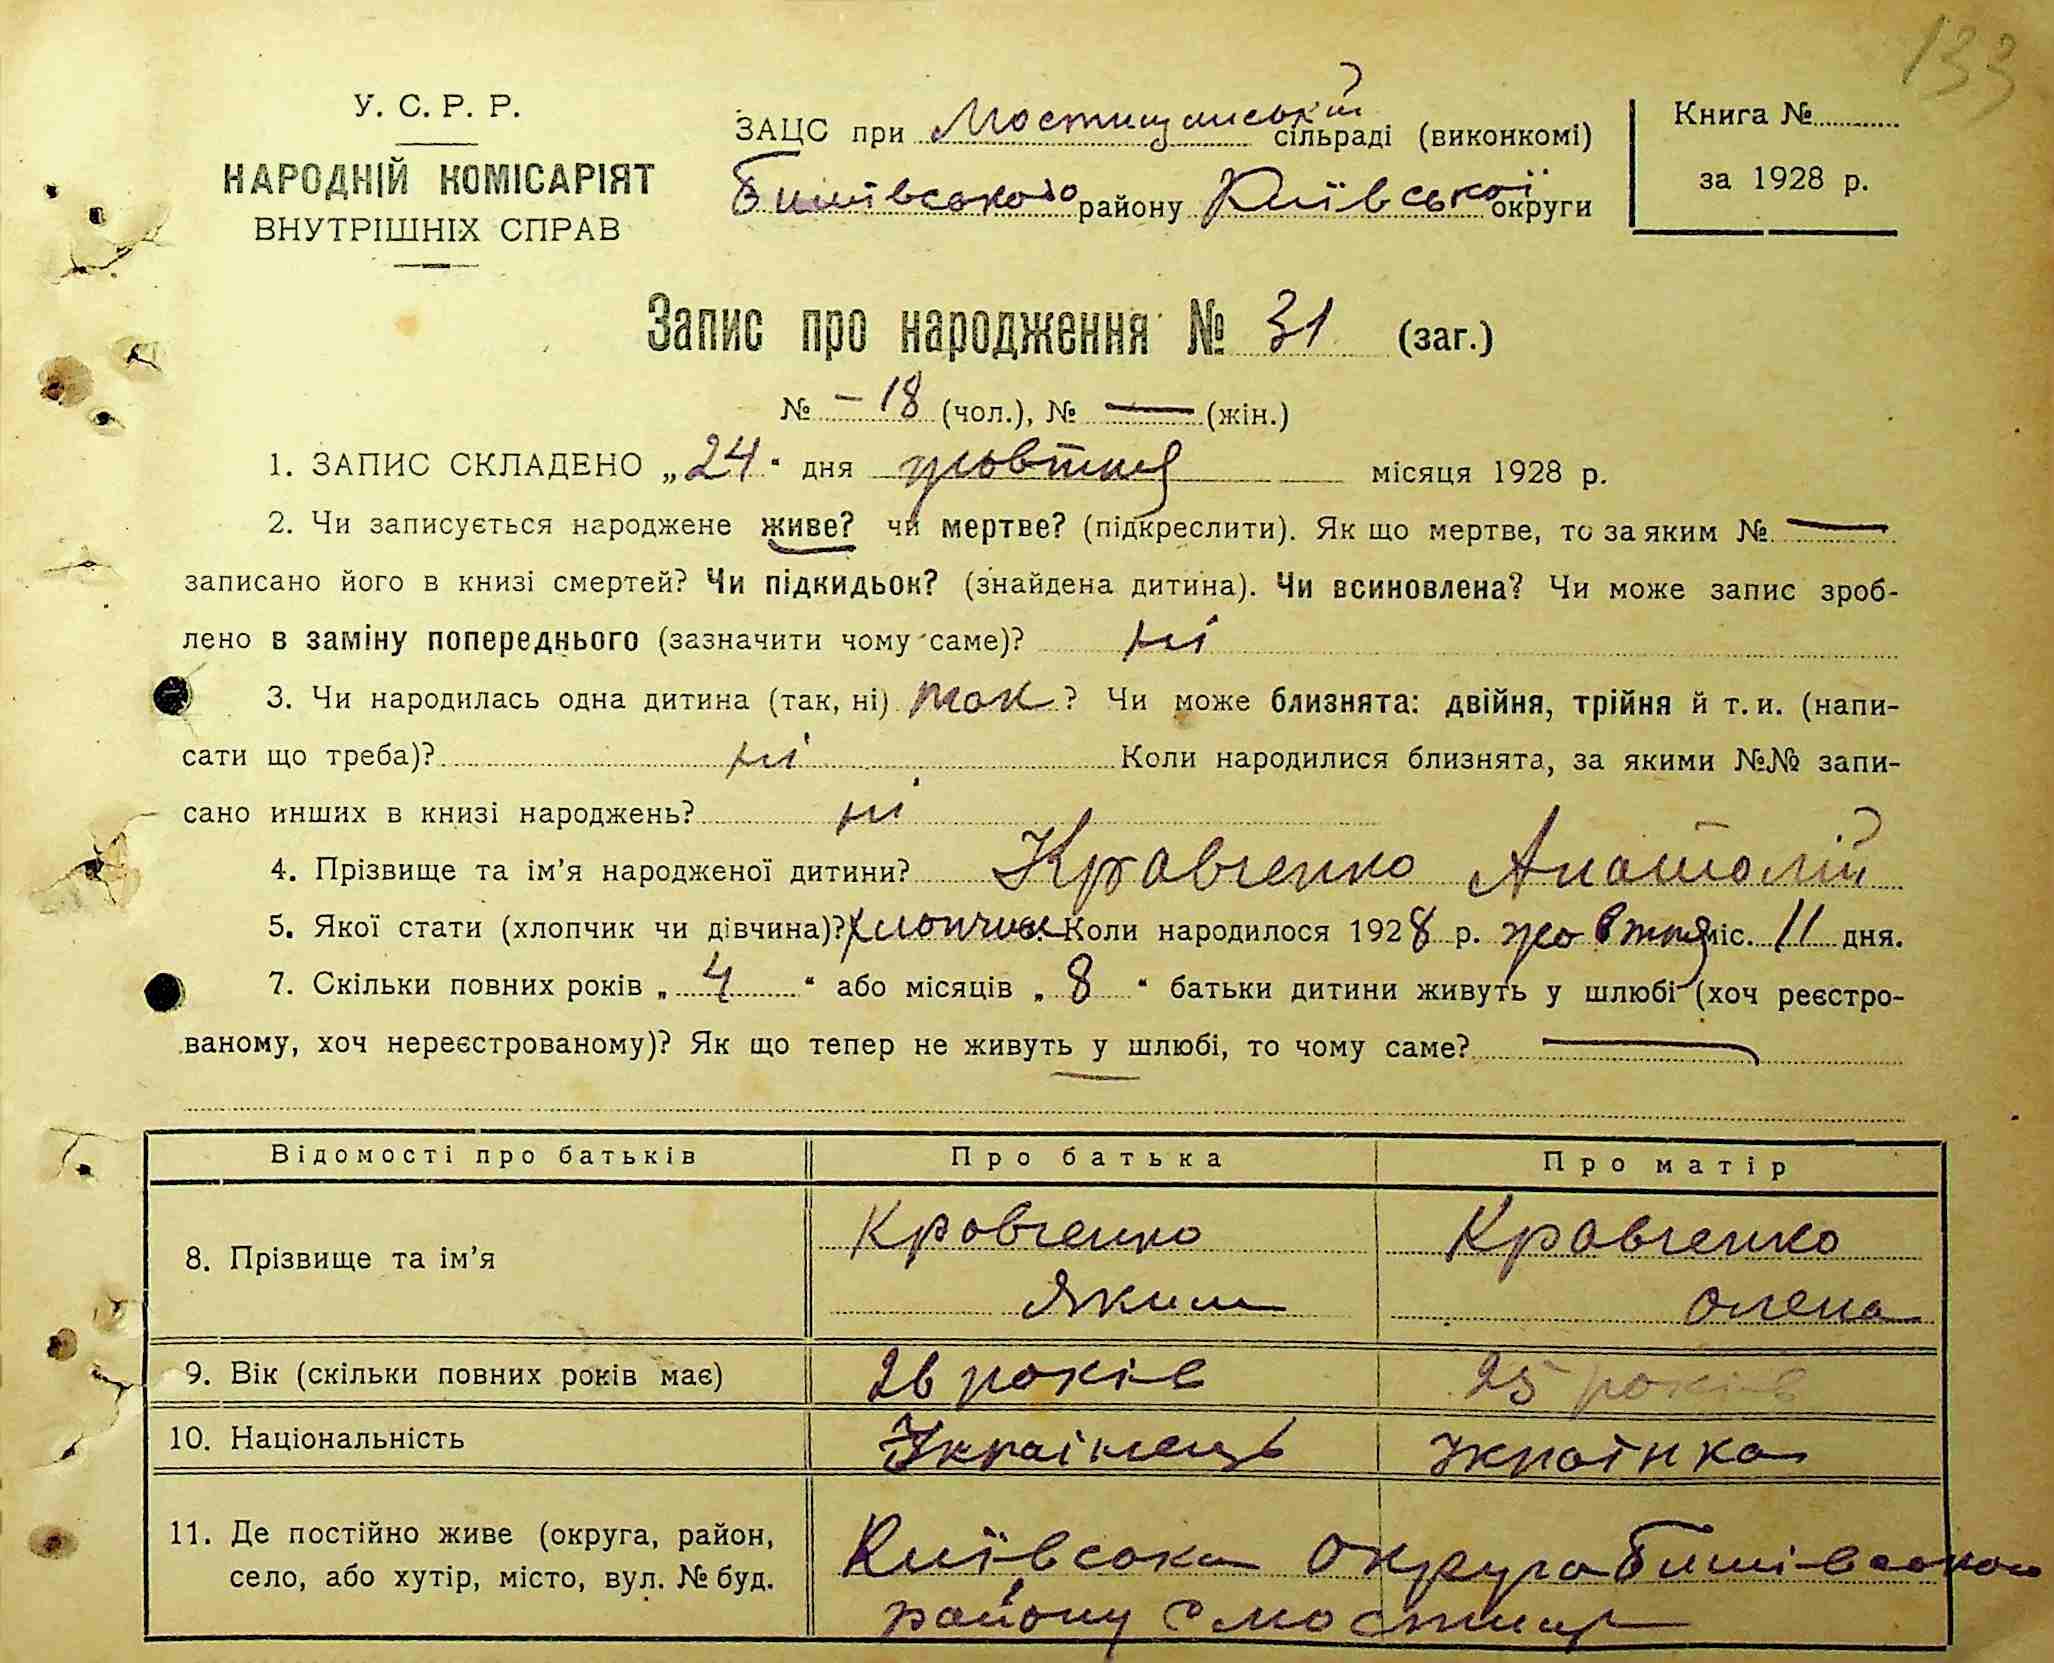 133
У. С. Р. Р.
НАРОДНІЙ КОМІСАРІЯТ
ВНУТРІШНІХ СПРАВ
ЗАЦС при Мостищанській сільраді (виконкомі)
Бишівського району Київської округи
Книга №
за 1928 р.
Запис про народження № 31 (заг.)
№ – 18 (чол.), № — (жін.)
1. ЗАПИС СКЛАДЕНО „24“ дня жовтня місяця 1928 р.
2. Чи записується народжене живе? чи мертве? (підкреслити). Як що мертве, то за яким № —
записано його в книзі смертей? Чи підкидьок? (знайдена дитина). Чи всиновлена? Чи може запис зроб-
лено в заміну попереднього (зазначити чому саме)? ні
3. Чи народилась одна дитина (так, ні) так ? Чи може близнята: двійня, трійня й т. и. (напи-
сати що треба)? ні Коли народилися близнята, за якими №№ запи-
сано инших в книзі народжень? ні
4. Прізвище та ім’я народженої дитини? Кравченко Анатолій
5. Якої стати (хлопчик чи дівчина)? хлопчик Коли народилося 1928 р. жовтня міс. 11 дня.
7. Скільки повних років „4“ або місяців „8“ батьки дитини живуть у шлюбі (хоч реєстро-
ваному, хоч нереєстрованому)? Як що тепер не живуть у шлюбі, то чому саме? —
Відомості про батьків Про батька Про матір
8. Прізвище та ім’я Кравченко Кравченко
Яким Олена
9. Вік (скільки повних років має) 26 років 25 років
10. Національність Українець Українка
11. Де постійно живе (округа, район, Київська округа Бишівського
село, або хутір, місто, вул. № буд. району с Мостище